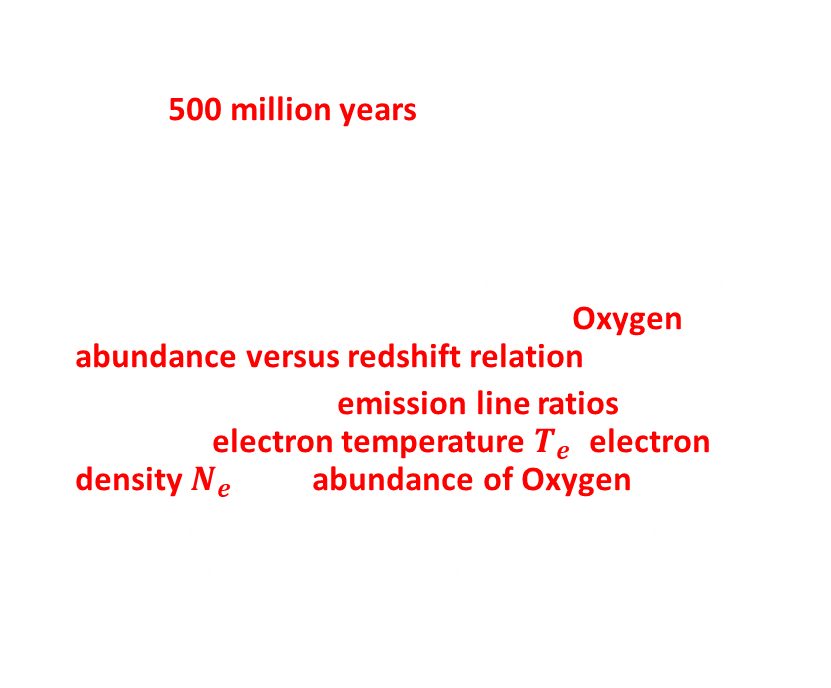 500 million years
Oxygen
abundance versus redshift relation
emission line ratios
electron temperature 𝑻𝒆 electron
density 𝑵𝒆 abundance of Oxygen